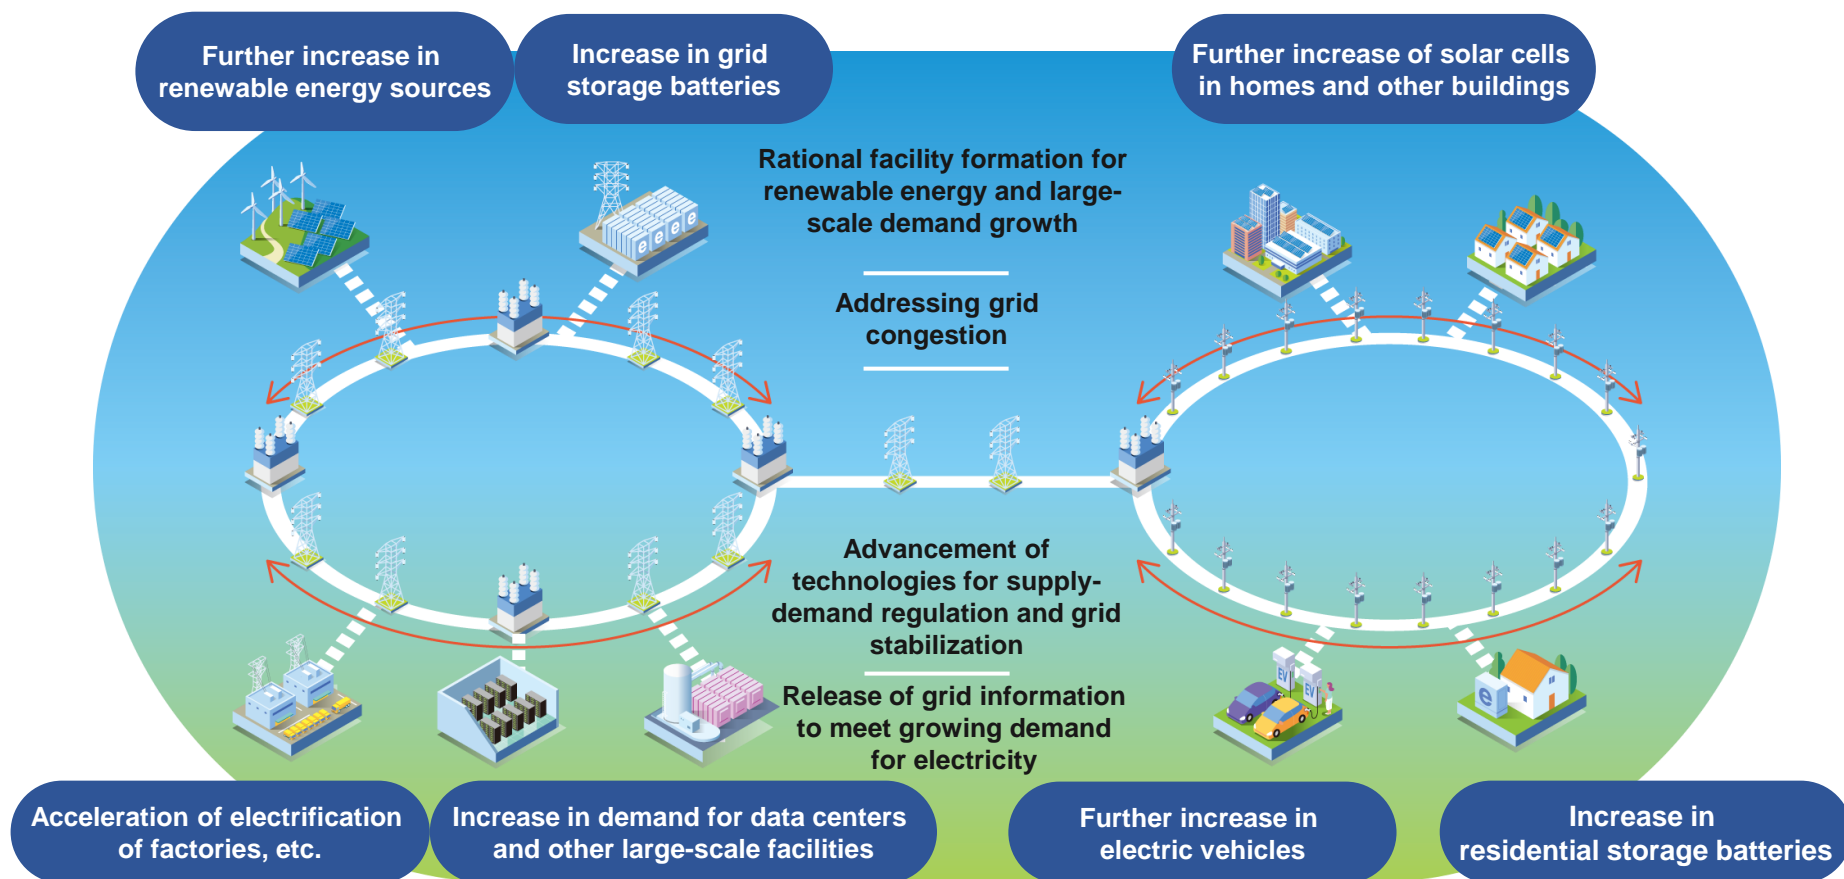 Further increase in
renewable energy sources
Increase in grid
storage batteries
Further increase of solar cells
in homes and other buildings
Rational facility formation for
renewable energy and large-
scale demand growth
e e e e
Addressing grid
congestion
Advancement of
technologies for supply-
demand regulation and grid
stabilization
Release of grid information
to meet growing demand
for electricity
EV
EV
e
Acceleration of electrification
of factories, etc.
Increase in demand for data centers
and other large-scale facilities
Further increase in
electric vehicles
Increase in
residential storage batteries